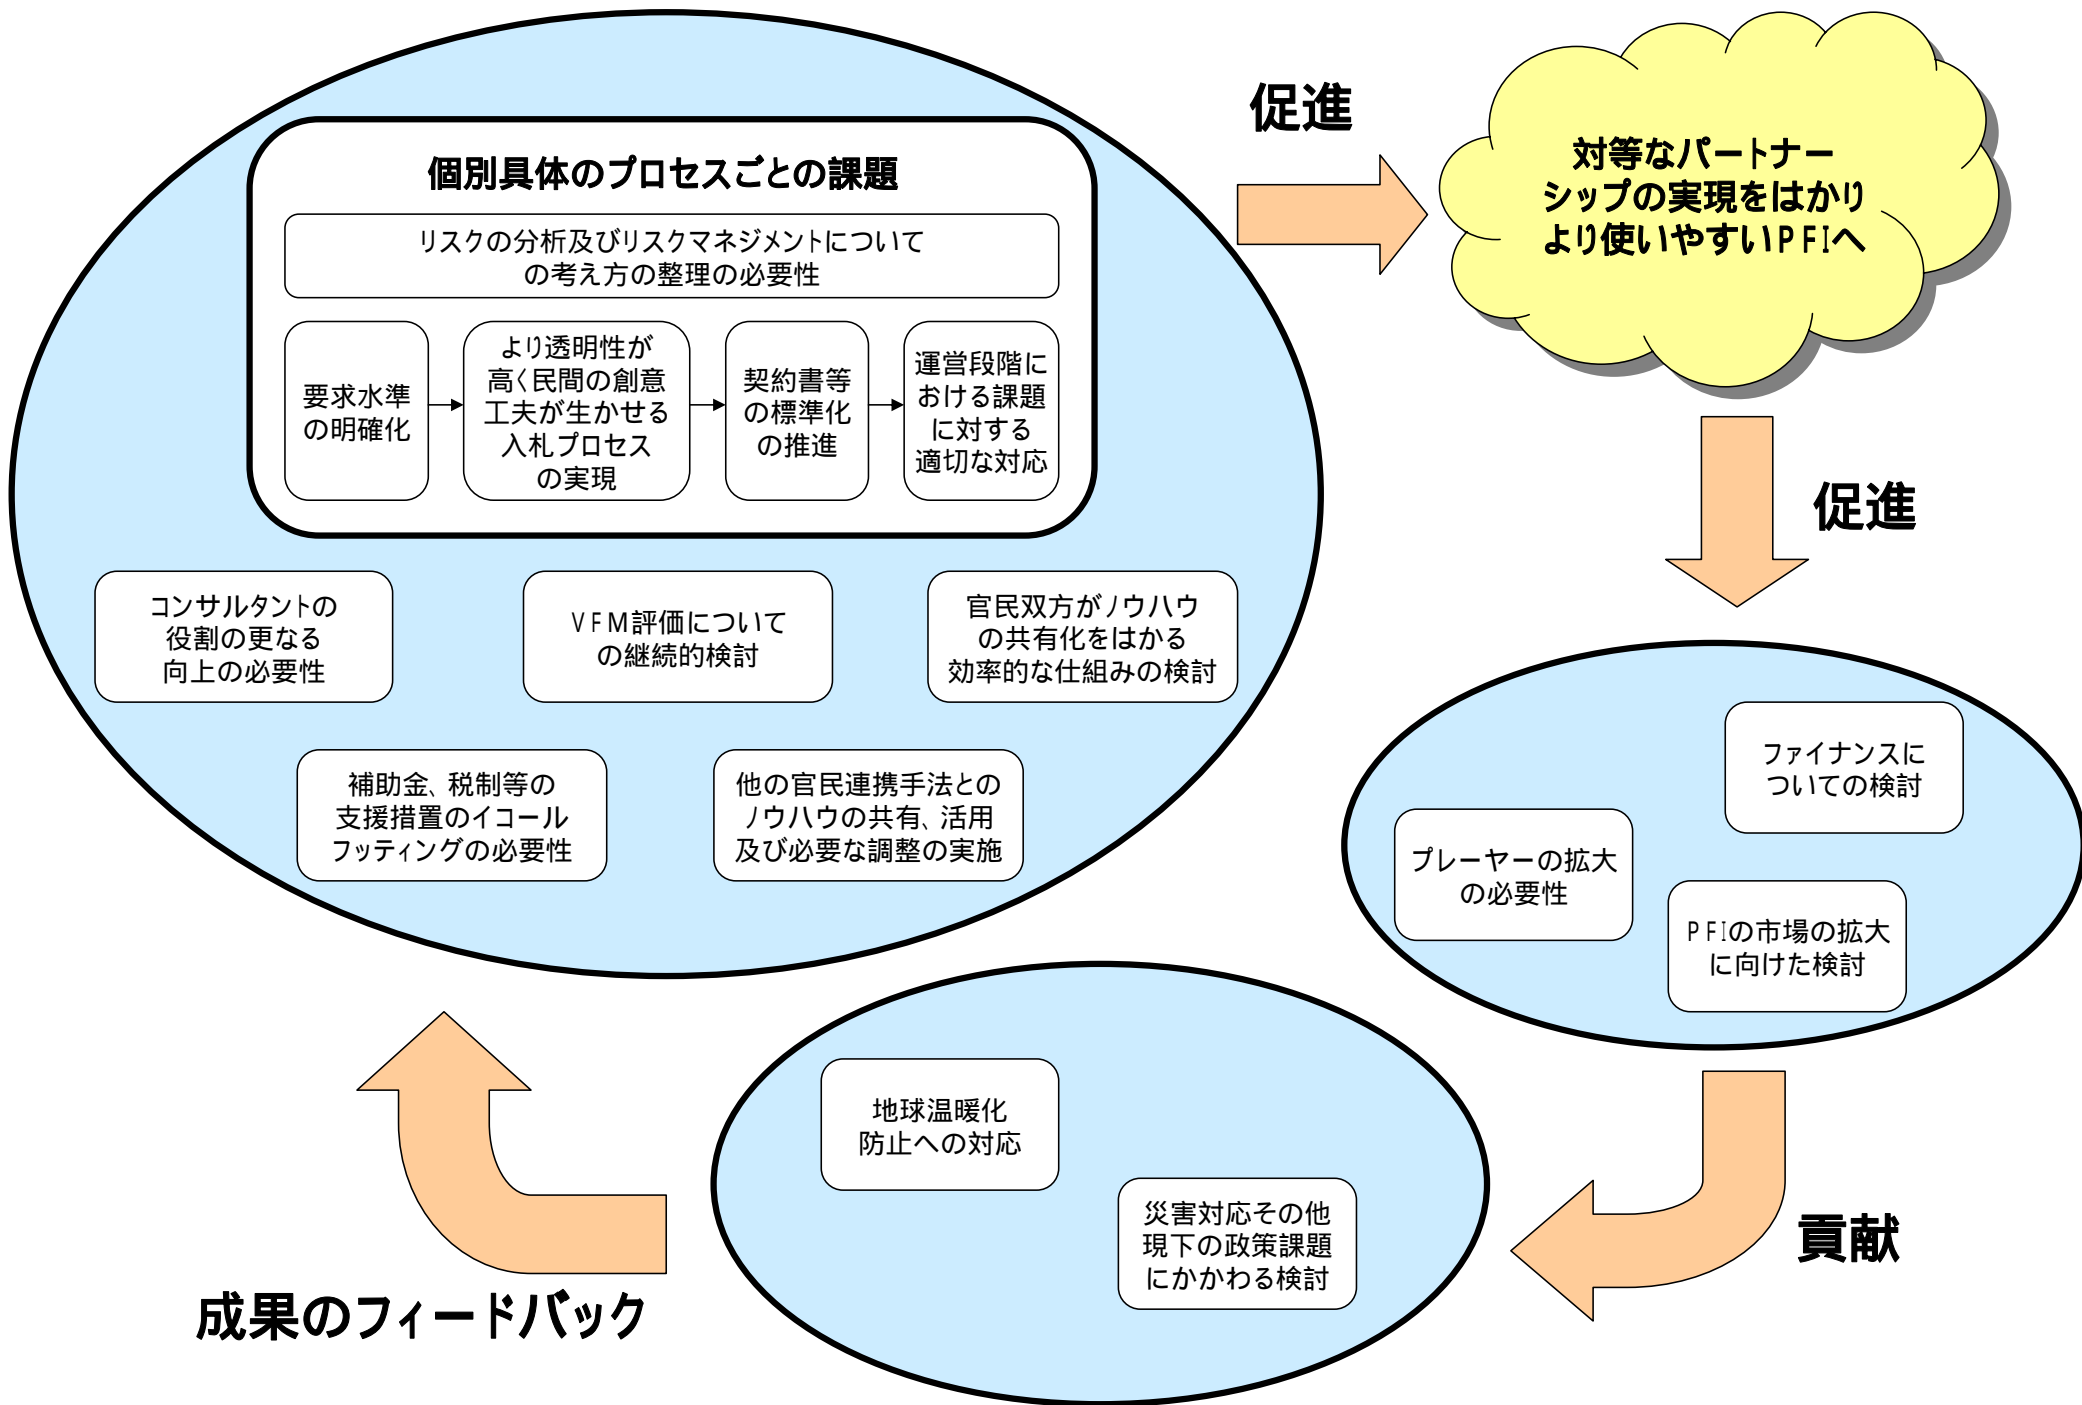 個別具体のプロセスごとの課題
リスクの分析及びリスクマネジメントについて
の考え方の整理の必要性
要求水準
の明確化
より透明性が
高く民間の創意
工夫が生かせる
入札プロセス
の実現
契約書等
の標準化
の推進
運営段階に
おける課題
に対する
適切な対応
コンサルタントの
役割の更なる
向上の必要性
VFM評価について
の継続的検討
官民双方がノウハウ
の共有化をはかる
効率的な仕組みの検討
補助金、税制等の
支援措置のイコール
フッティングの必要性
他の官民連携手法との
ノウハウの共有、活用
及び必要な調整の実施
促進
対等なパートナー
シップの実現をはかり
より使いやすいPFIへ
促進
ファイナンスに
ついての検討
プレーヤーの拡大
の必要性
PFIの市場の拡大
に向けた検討
貢献
地球温暖化
防止への対応
災害対応その他
現下の政策課題
にかかわる検討
成果のフィードバック